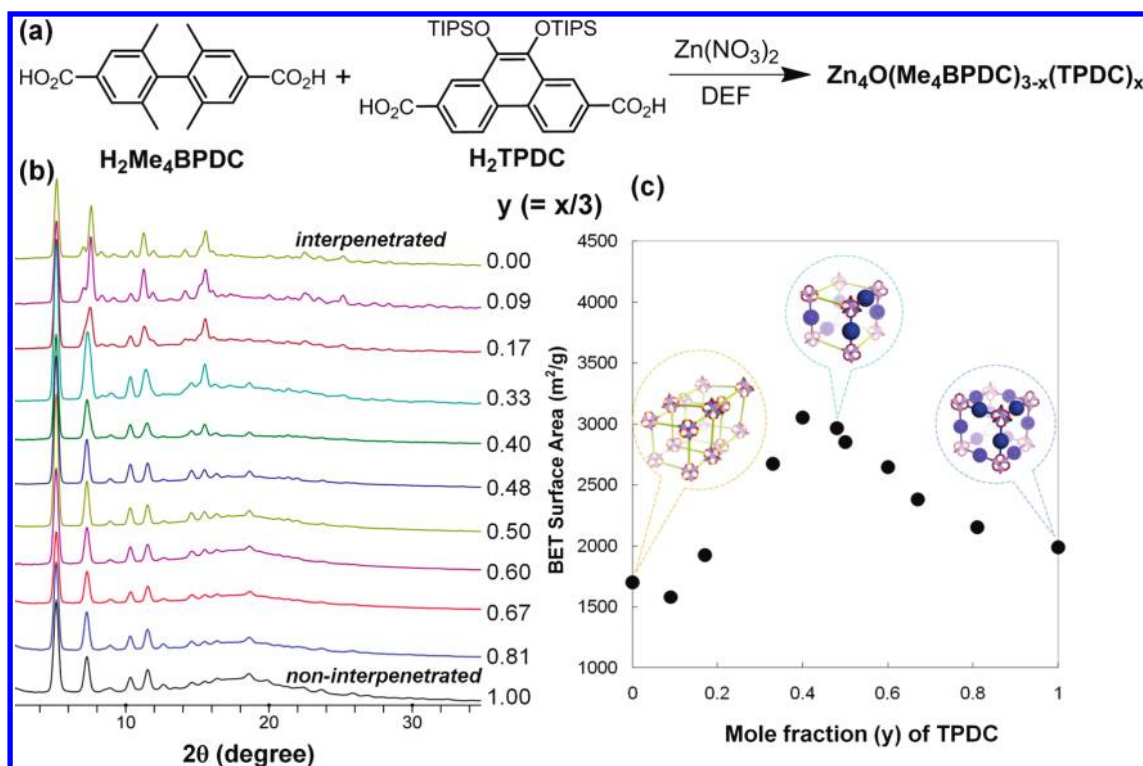 (a)
TIPSO OTIPS
HO₂C CO₂H + HO₂C CO₂H
Zn(NO₃)₂
DEF
Zn₄O(Me₄BPDC)₃₋ₓ(TPDC)ₓ
H₂Me₄BPDC H₂TPDC
(b)
y (= x/3)
interpenetrated
0.00
0.09
0.17
0.33
0.40
0.48
0.50
0.60
0.67
0.81
non-interpenetrated
1.00
10 20 30
2θ (degree)
(c)
BET Surface Area (m²/g)
4500
4000
3500
3000
2500
2000
1500
1000
0 0.2 0.4 0.6 0.8 1
Mole fraction (y) of TPDC